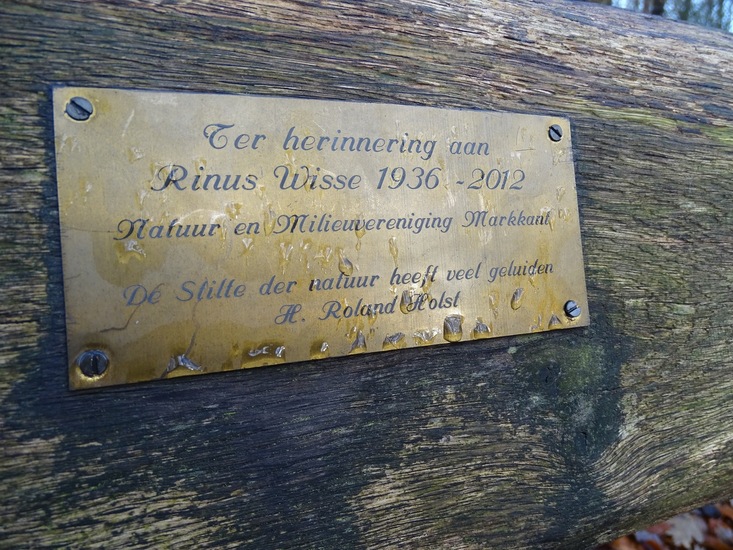 Ter herinnering aan
Rinus Wisse 1936 - 2012
Natuur en Milieuvereniging Markkant
De Stilte der natuur heeft veel geluiden
H. Roland Holst